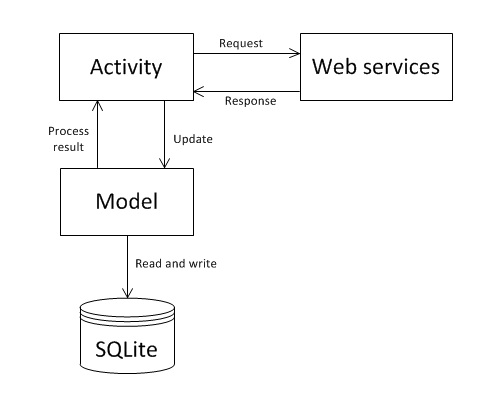 Request
Activity
Web services
Response
Process
result
Update
Model
Read and write
SQLite